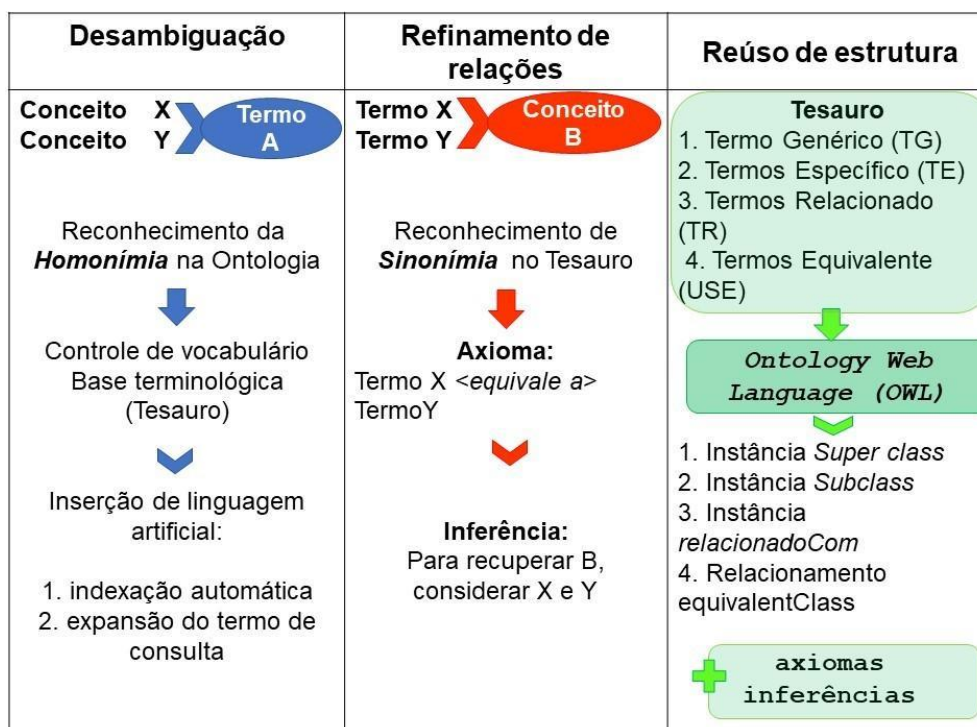 Desambiguação
Conceito X
Conceito Y
Termo
A
Reconhecimento da
Homonímia na Ontologia
Controle de vocabulário
Base terminológica
(Tesauro)
Inserção de linguagem
artificial:
1. indexação automática
2. expansão do termo de
consulta
Refinamento de
relações
Termo X
Termo Y
Conceito
B
Reconhecimento de
Sinonímia no Tesauro
Axioma:
Termo X <equivale a>
TermoY
Inferência:
Para recuperar B,
considerar X e Y
Reúso de estrutura
Tesauro
1. Termo Genérico (TG)
2. Termos Específico (TE)
3. Termos Relacionado
(TR)
4. Termos Equivalente
(USE)
Ontology Web
Language (OWL)
1. Instância Super class
2. Instância Subclass
3. Instância
relacionadoCom
4. Relacionamento
equivalentClass
axiomas
inferências